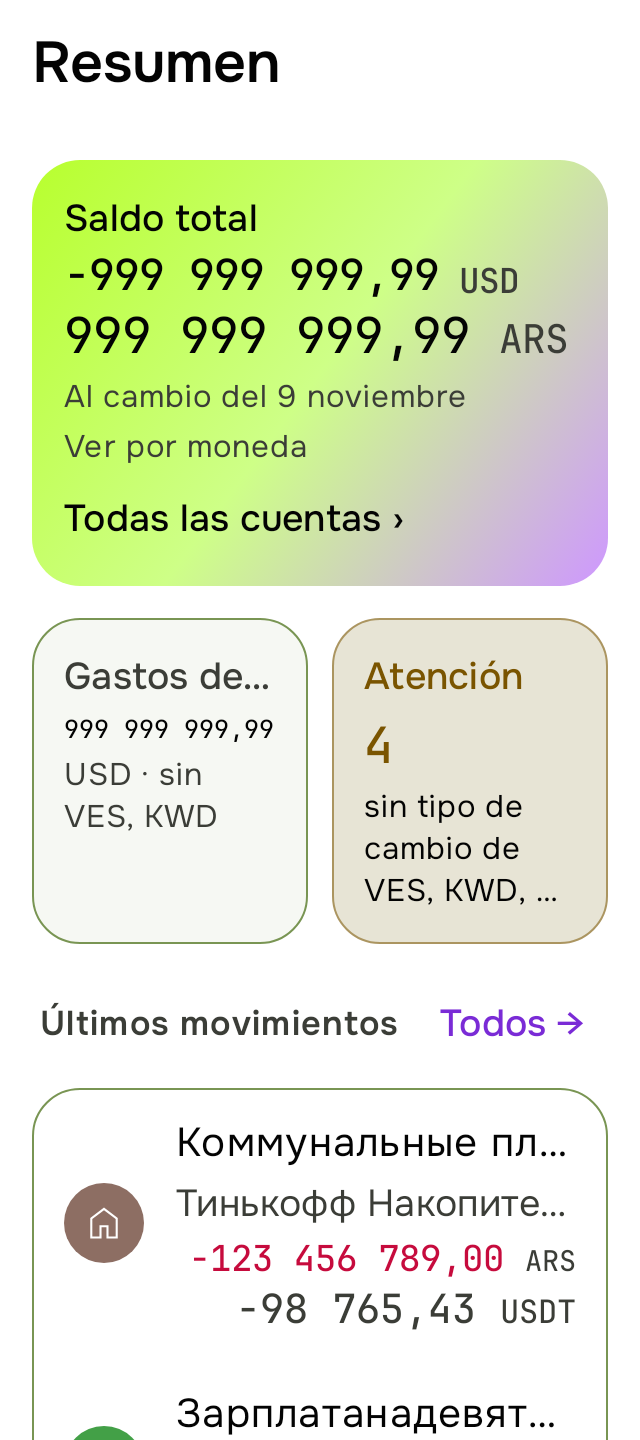 Resumen
Saldo total
-999 999 999,99 USD
999 999 999,99 ARS
Al cambio del 9 noviembre
Ver por moneda
Todas las cuentas ›
Gastos de…
999 999 999,99
USD · sin
VES, KWD
Atención
4
sin tipo de
cambio de
VES, KWD, …
Últimos movimientos
Todos →
Коммунальные пл…
Тинькофф Накопите…
-123 456 789,00 ARS
-98 765,43 USDT
Зарплатанадевят…